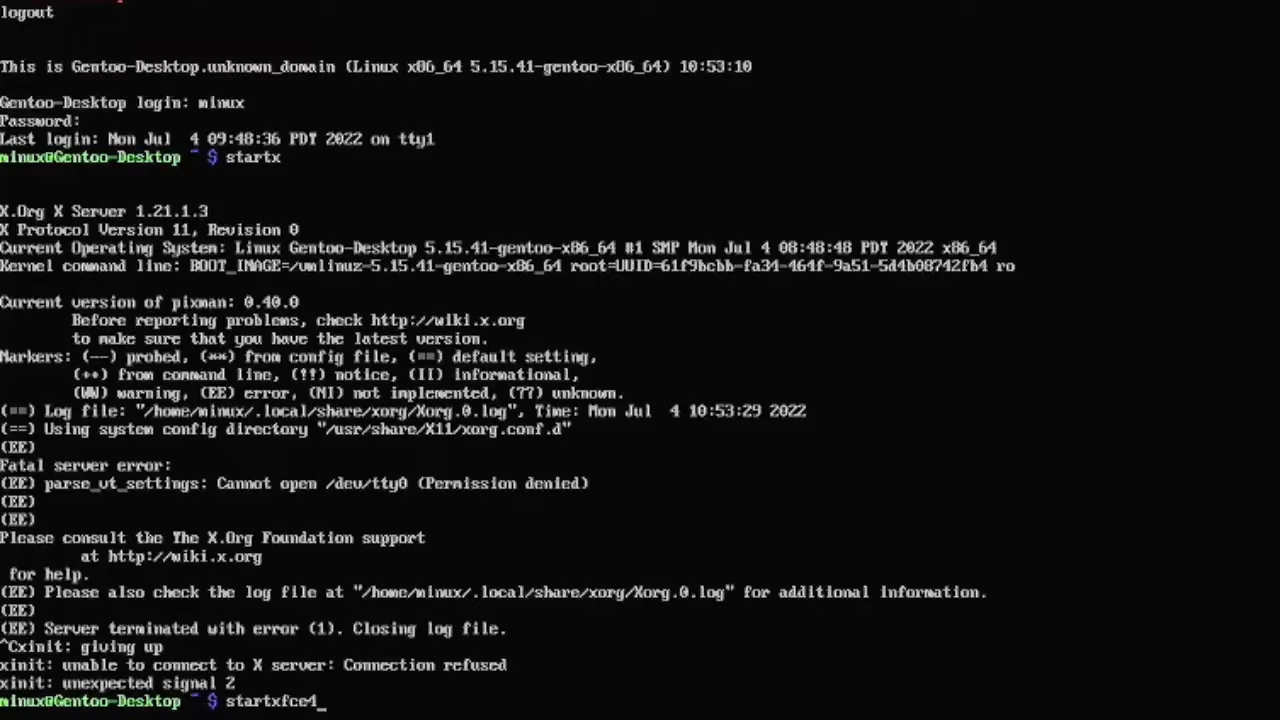 logout
This is Gentoo-Desktop.unknown_domain (Linux x86_64 5.15.41-gentoo-x86_64) 10:53:10
Gentoo-Desktop login: minux
Password:
Last login: Mon Jul  4 09:48:36 PDT 2022 on tty1
minux@Gentoo-Desktop ~ $ startx
X.Org X Server 1.21.1.3
X Protocol Version 11, Revision 0
Current Operating System: Linux Gentoo-Desktop 5.15.41-gentoo-x86_64 #1 SMP Mon Jul 4 08:48:48 PDT 2022 x86_64
Kernel command line: BOOT_IMAGE=/vmlinuz-5.15.41-gentoo-x86_64 root=UUID=61f9bcbb-fa34-464f-9a51-5d4b08742fb4 ro
Current version of pixman: 0.40.0
Before reporting problems, check http://wiki.x.org
to make sure that you have the latest version.
Markers: (--) probed, (**) from config file, (==) default setting,
(++) from command line, (!!) notice, (II) informational,
(WW) warning, (EE) error, (NI) not implemented, (??) unknown.
(==) Log file: "/home/minux/.local/share/xorg/Xorg.0.log", Time: Mon Jul  4 10:53:29 2022
(==) Using system config directory "/usr/share/X11/xorg.conf.d"
(EE)
Fatal server error:
(EE) parse_vt_settings: Cannot open /dev/tty0 (Permission denied)
(EE)
(EE)
Please consult the The X.Org Foundation support
at http://wiki.x.org
for help.
(EE) Please also check the log file at "/home/minux/.local/share/xorg/Xorg.0.log" for additional information.
(EE)
(EE) Server terminated with error (1). Closing log file.
^Cxinit: giving up
xinit: unable to connect to X server: Connection refused
xinit: unexpected signal 2
minux@Gentoo-Desktop ~ $ startxfce4_